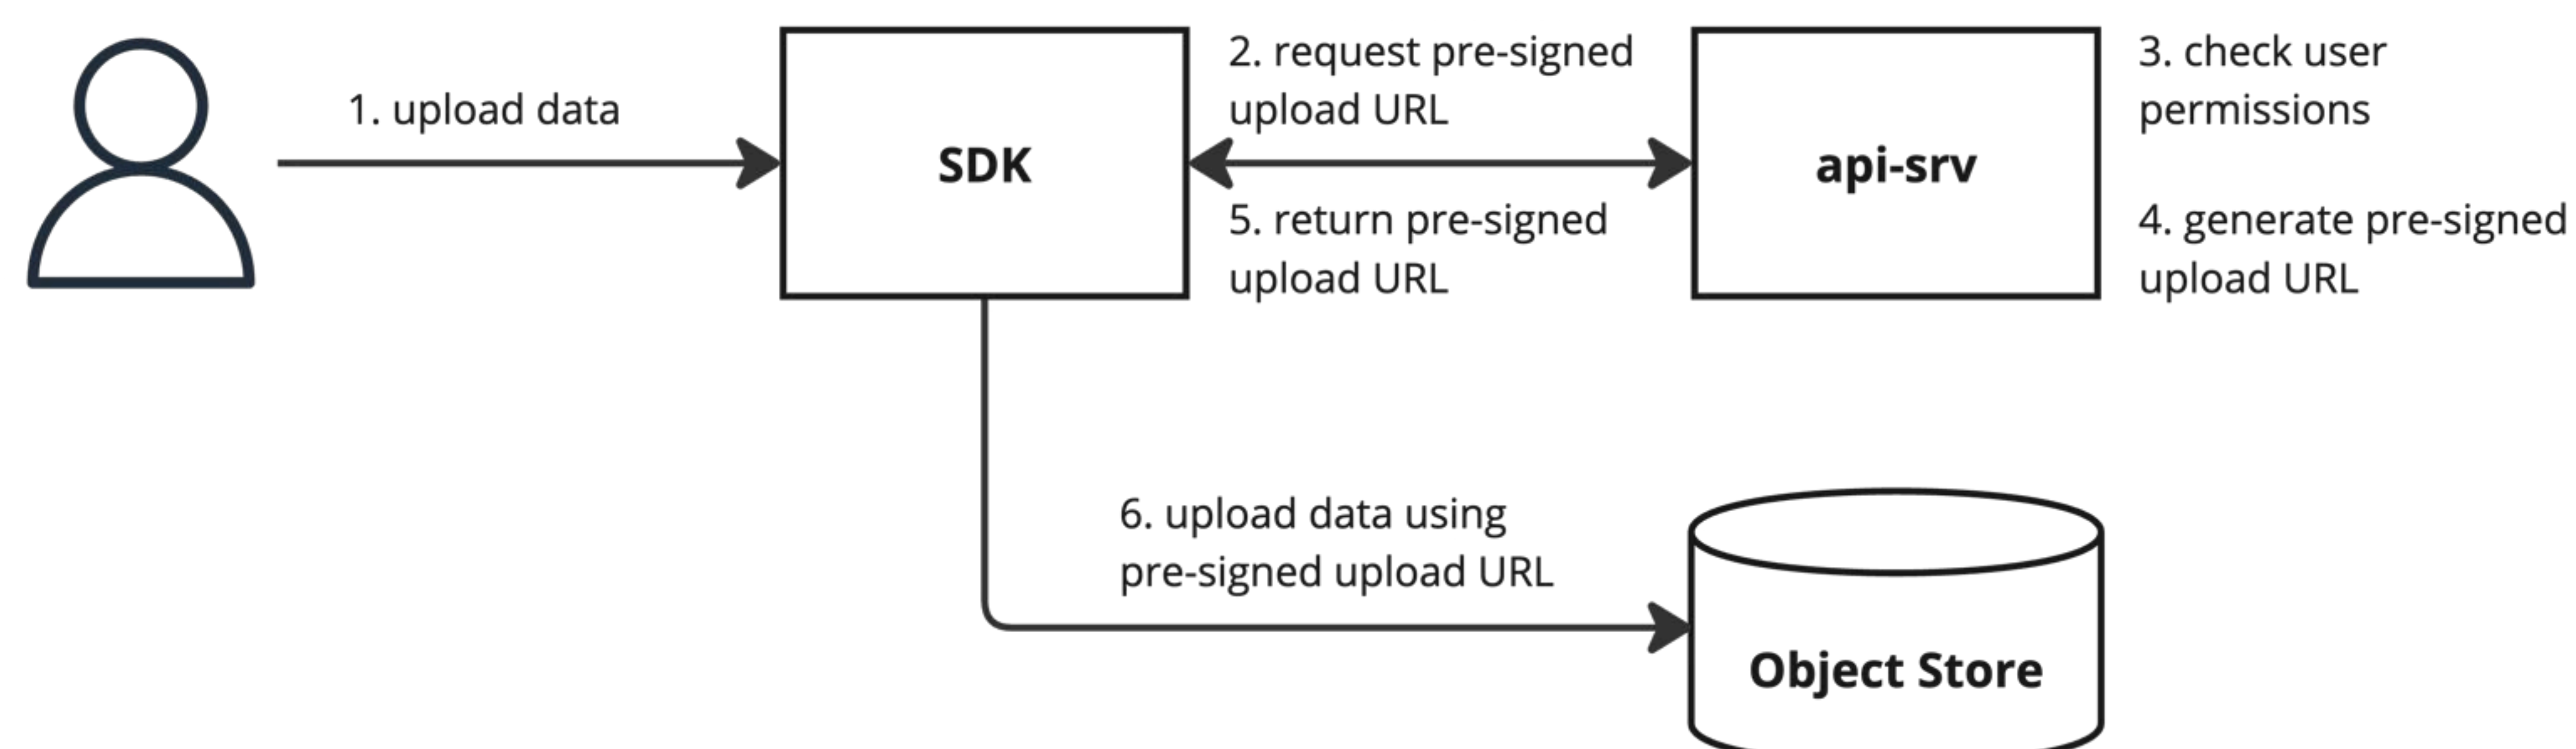 1. upload data
SDK
2. request pre-signed
upload URL
5. return pre-signed
upload URL
api-srv
3. check user
permissions
4. generate pre-signed
upload URL
6. upload data using
pre-signed upload URL
Object Store